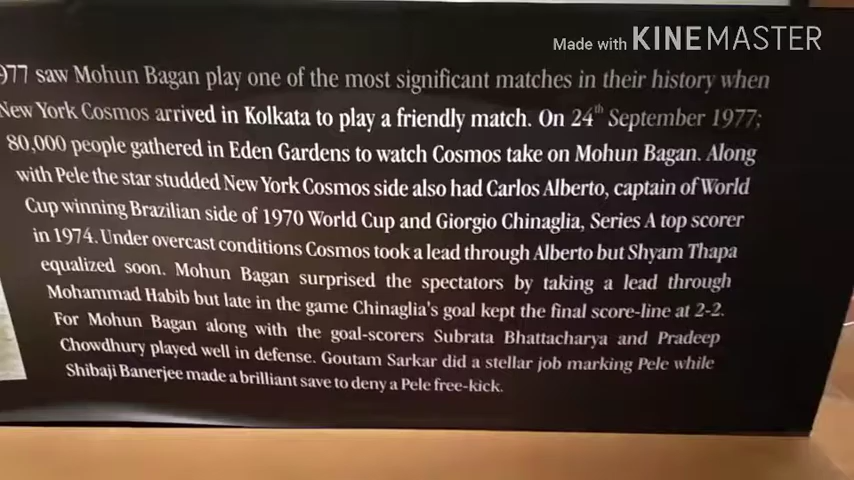 Made with KINEMASTER
977 saw Mohun Bagan play one of the most significant matches in their history when
New York Cosmos arrived in Kolkata to play a friendly match. On 24th September 1977;
80,000 people gathered in Eden Gardens to watch Cosmos take on Mohun Bagan. Along
with Pele the star studded New York Cosmos side also had Carlos Alberto, captain of World
Cup winning Brazilian side of 1970 World Cup and Giorgio Chinaglia, Series A top scorer
in 1974. Under overcast conditions Cosmos took a lead through Alberto but Shyam Thapa
equalized soon. Mohun Bagan surprised the spectators by taking a lead through
Mohammad Habib but late in the game Chinaglia's goal kept the final score-line at 2-2.
For Mohun Bagan along with the goal-scorers Subrata Bhattacharya and Pradeep
Chowdhury played well in defense. Goutam Sarkar did a stellar job marking Pele while
Shibaji Banerjee made a brilliant save to deny a Pele free-kick.